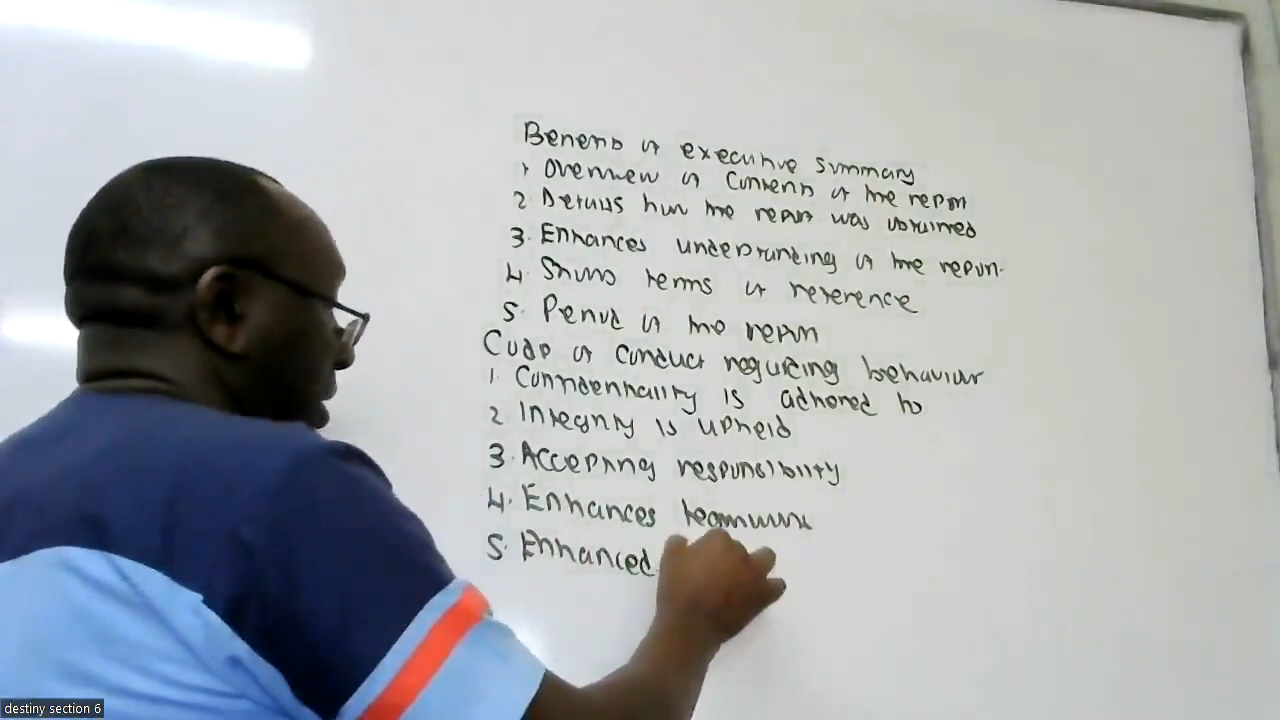 Benefits of executive summary
1 Overview of Contents of the report
2 Details how the report was obtained
3. Enhances understanding of the report.
4. Shows terms of reference
5. Period of the report
Code of Conduct regarding behaviour
1. Confidentiality is adhered to
2 Integrity is upheld
3. Accepting responsibility
4. Enhances teamwork
5. Enhanced
destiny section 6